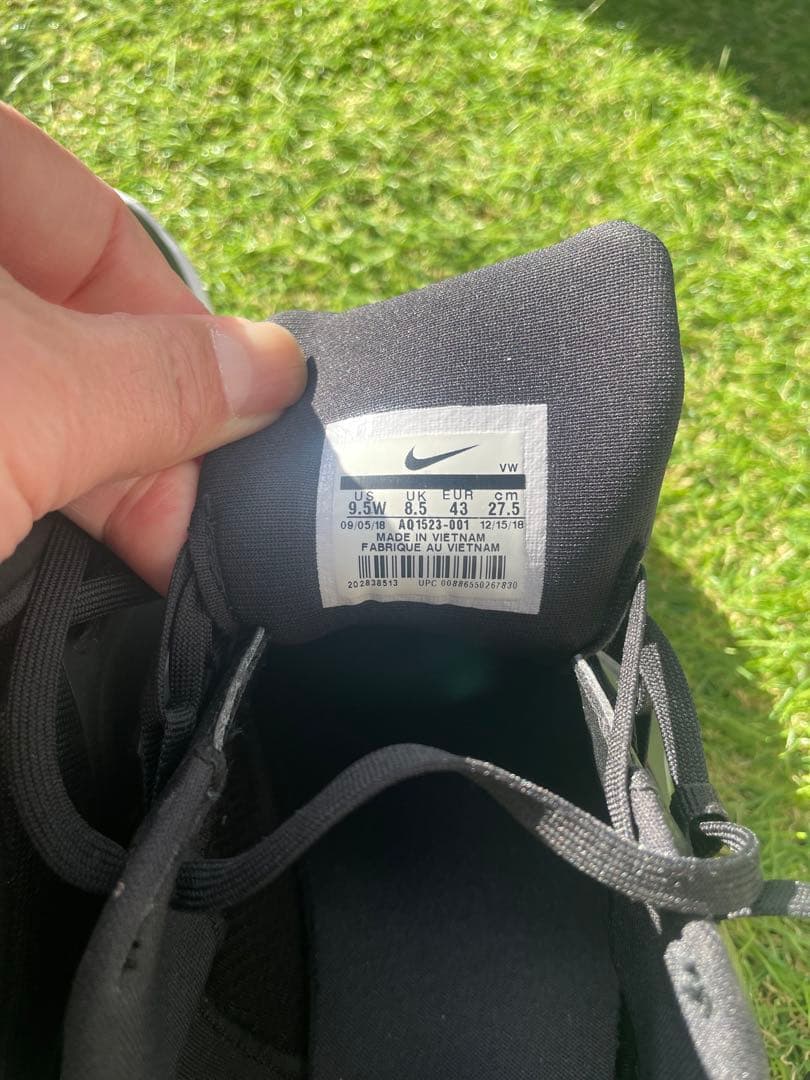 VW
US UK EUR cm
9.5W 8.5 43 27.5
09/05/18 AQ1523-001 12/15/18
MADE IN VIETNAM
FABRIQUE AU VIETNAM
202838513 UPC 00886550267830